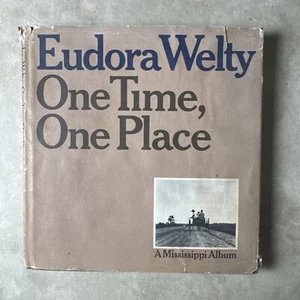 Eudora Welty
One Time,
One Place
A Mississippi Album